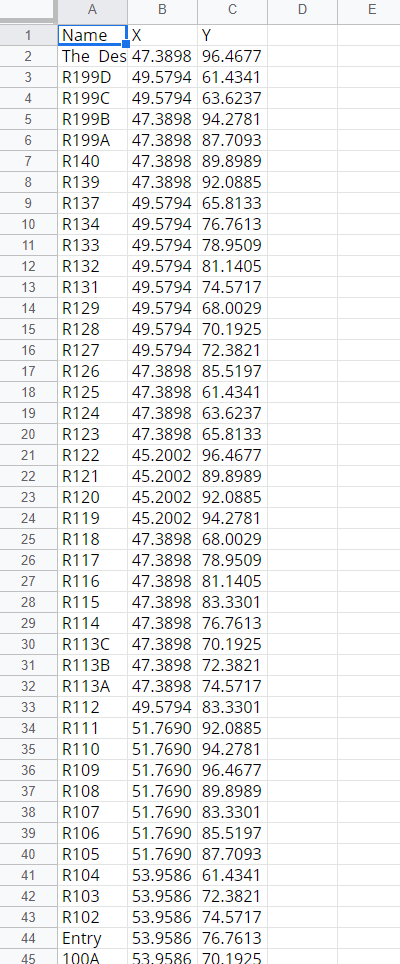 A B C D E
1 Name X Y
2 The Des 47.3898 96.4677
3 R199D 49.5794 61.4341
4 R199C 49.5794 63.6237
5 R199B 47.3898 94.2781
6 R199A 47.3898 87.7093
7 R140 47.3898 89.8989
8 R139 47.3898 92.0885
9 R137 49.5794 65.8133
10 R134 49.5794 76.7613
11 R133 49.5794 78.9509
12 R132 49.5794 81.1405
13 R131 49.5794 74.5717
14 R129 49.5794 68.0029
15 R128 49.5794 70.1925
16 R127 49.5794 72.3821
17 R126 47.3898 85.5197
18 R125 47.3898 61.4341
19 R124 47.3898 63.6237
20 R123 47.3898 65.8133
21 R122 45.2002 96.4677
22 R121 45.2002 89.8989
23 R120 45.2002 92.0885
24 R119 45.2002 94.2781
25 R118 47.3898 68.0029
26 R117 47.3898 78.9509
27 R116 47.3898 81.1405
28 R115 47.3898 83.3301
29 R114 47.3898 76.7613
30 R113C 47.3898 70.1925
31 R113B 47.3898 72.3821
32 R113A 47.3898 74.5717
33 R112 49.5794 83.3301
34 R111 51.7690 92.0885
35 R110 51.7690 94.2781
36 R109 51.7690 96.4677
37 R108 51.7690 89.8989
38 R107 51.7690 83.3301
39 R106 51.7690 85.5197
40 R105 51.7690 87.7093
41 R104 53.9586 61.4341
42 R103 53.9586 72.3821
43 R102 53.9586 74.5717
44 Entry 53.9586 76.7613
45 100A 53.9586 70.1925